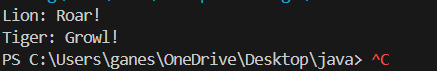 Lion: Roar!
Tiger: Growl!
PS C:\Users\ganes\OneDrive\Desktop\java> ^C